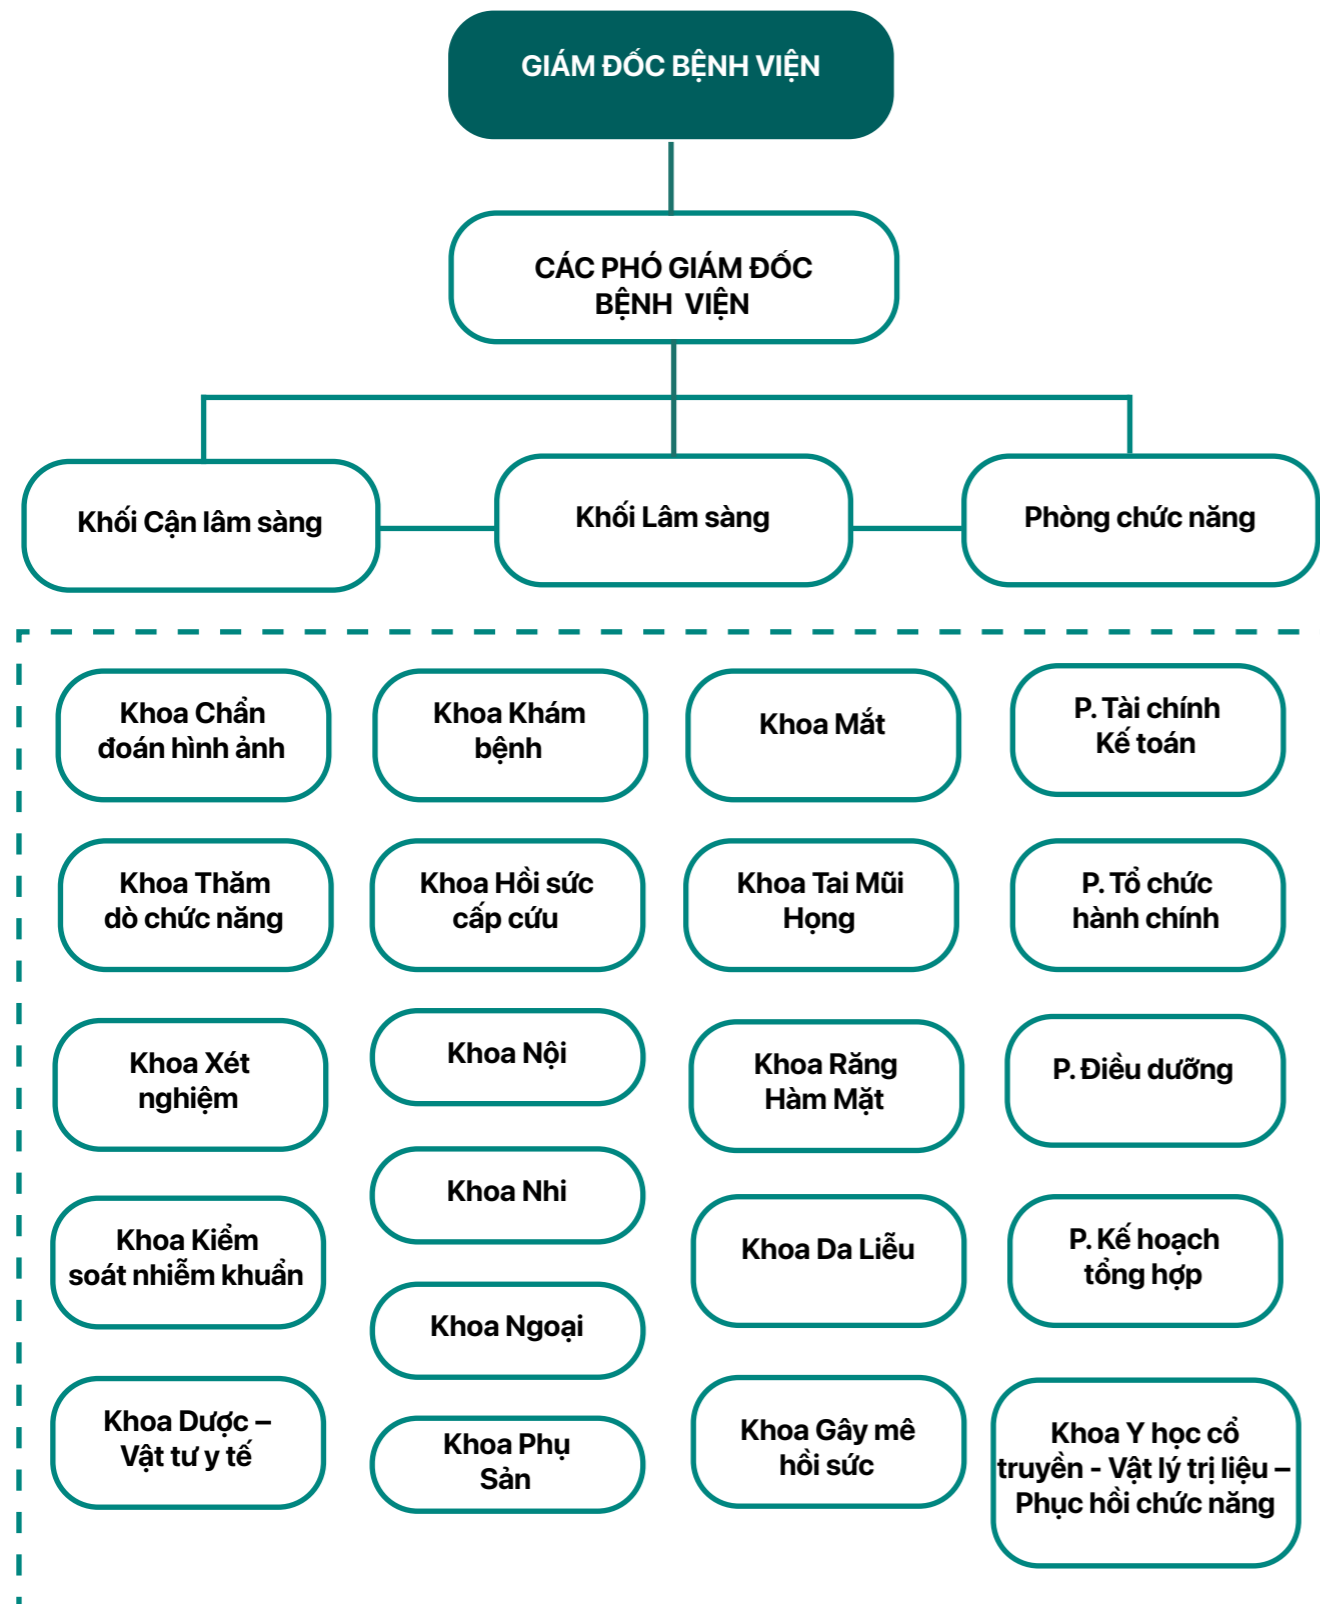 GIÁM ĐỐC BỆNH VIỆN
CÁC PHÓ GIÁM ĐỐC
BỆNH VIỆN
Khối Cận lâm sàng
Khối Lâm sàng
Phòng chức năng
Khoa Chẩn
đoán hình ảnh
Khoa Khám
bệnh
Khoa Mắt
P. Tài chính
Kế toán
Khoa Thăm
dò chức năng
Khoa Hồi sức
cấp cứu
Khoa Tai Mũi
Họng
P. Tổ chức
hành chính
Khoa Xét
nghiệm
Khoa Nội
Khoa Răng
Hàm Mặt
P. Điều dưỡng
Khoa Kiểm
soát nhiễm khuẩn
Khoa Nhi
Khoa Da Liễu
P. Kế hoạch
tổng hợp
Khoa Ngoại
Khoa Dược –
Vật tư y tế
Khoa Phụ
Sản
Khoa Gây mê
hồi sức
Khoa Y học cổ
truyền - Vật lý trị liệu –
Phục hồi chức năng